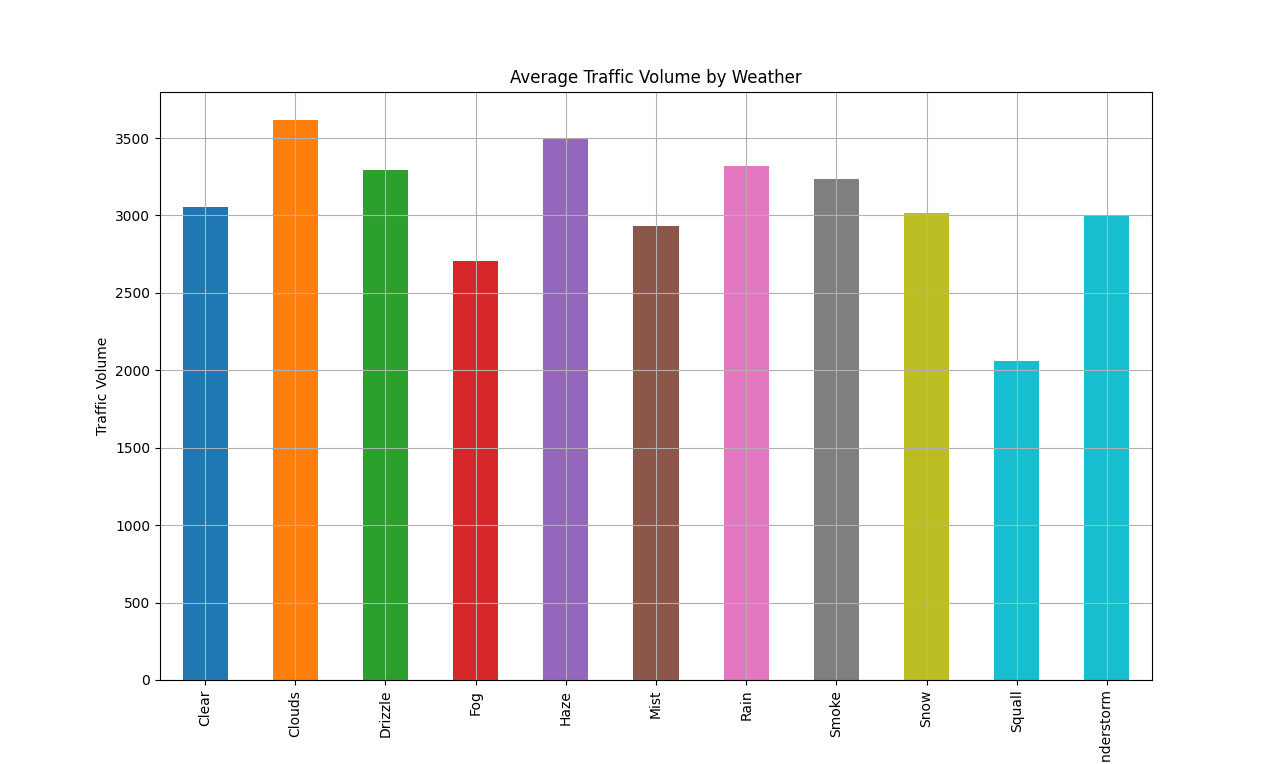 Average Traffic Volume by Weather
Traffic Volume
3500
3000
2500
2000
1500
1000
500
0
Clear
Clouds
Drizzle
Fog
Haze
Mist
Rain
Smoke
Snow
Squall
nderstorm